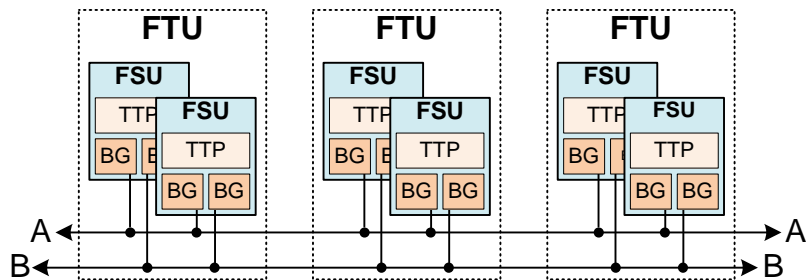 FTU FTU FTU
FSU FSU FSU
TTP TTP TTP
FSU FSU FSU
TTP TTP TTP
BG BG BG
BG BG BG BG BG BG
A A
B B